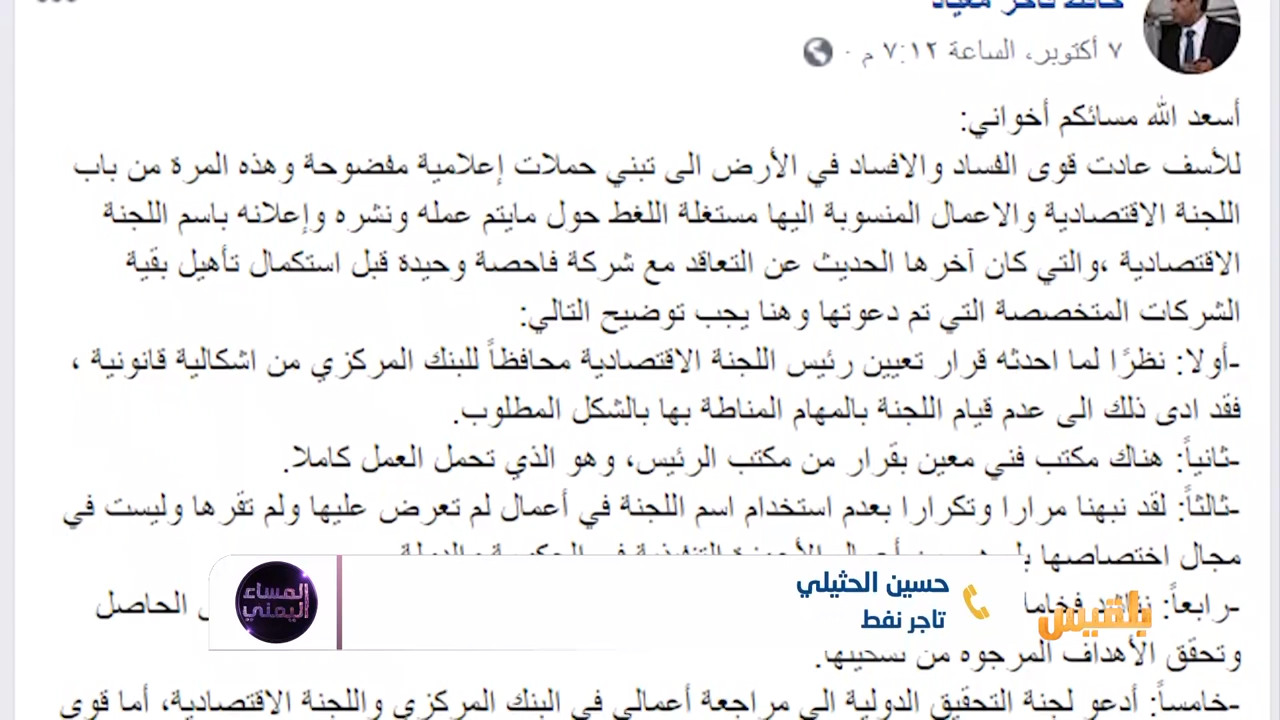 ٧ أكتوبر، الساعة ٧:١٢ م ·
أسعد الله مسائكم أخواني:
للأسف عادت قوى الفساد والافساد في الأرض الى تبني حملات إعلامية مفضوحة وهذه المرة من باب
اللجنة الاقتصادية والاعمال المنسوبة اليها مستغلة اللغط حول مايتم عمله ونشره وإعلانه باسم اللجنة
الاقتصادية ،والتي كان آخرها الحديث عن التعاقد مع شركة فاحصة وحيدة قبل استكمال تأهيل بقية
الشركات المتخصصة التي تم دعوتها وهنا يجب توضيح التالي:
-أولا: نظرًا لما احدثه قرار تعيين رئيس اللجنة الاقتصادية محافظاً للبنك المركزي من اشكالية قانونية ،
فقد ادى ذلك الى عدم قيام اللجنة بالمهام المناطة بها بالشكل المطلوب.
-ثانياً: هناك مكتب فني معين بقرار من مكتب الرئيس، وهو الذي تحمل العمل كاملا.
-ثالثاً: لقد نبهنا مرارا وتكرارا بعدم استخدام اسم اللجنة في أعمال لم تعرض عليها ولم تقرها وليست في
مجال اختصاصها
-رابعاً: الحاصل
وتحقق الأهداف المرجوه من
-خامساً: أدعو لجنة التحقيق الدولية الى مراجعة أعمالي في البنك المركزي واللجنة الاقتصادية، أما قوى
حسين الحثيلي
تاجر نفط
المساء
اليمني
بلقيس